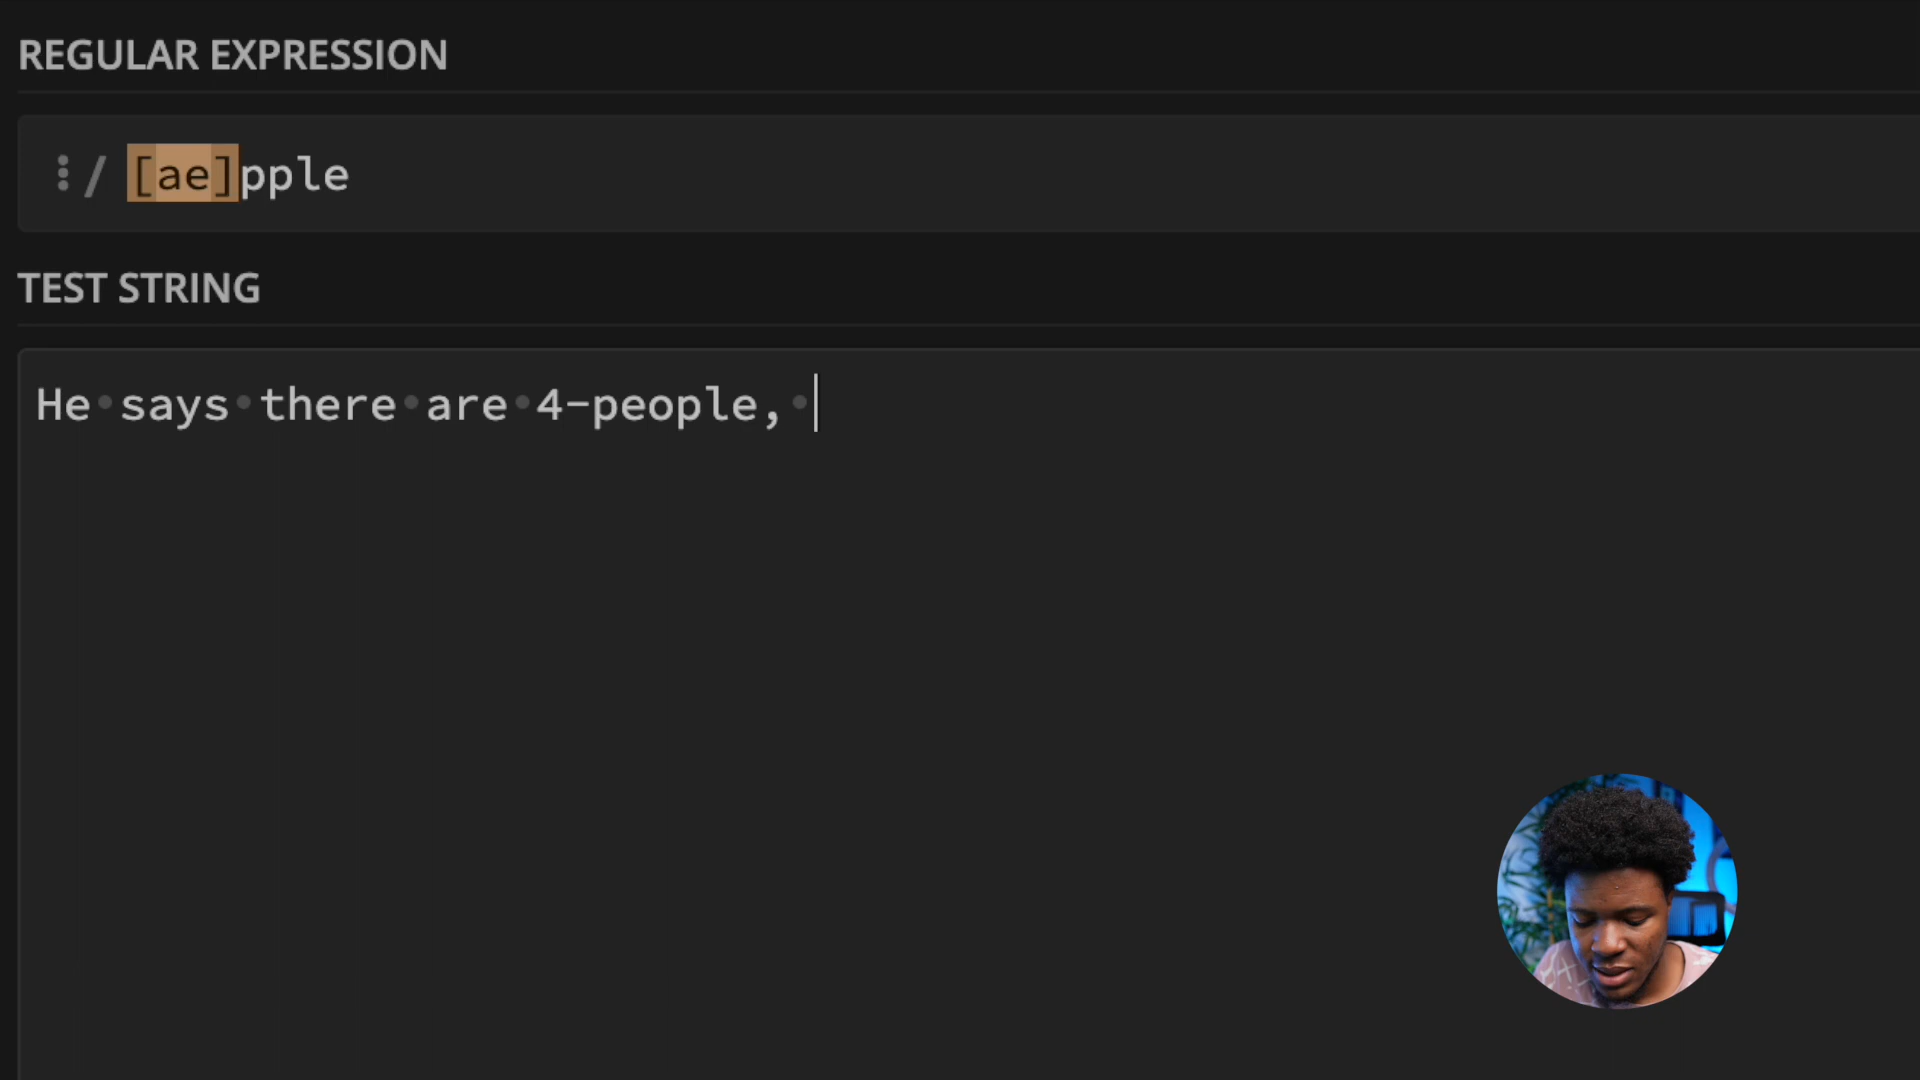 REGULAR EXPRESSION
/ [ae]pple
TEST STRING
He says there are 4-people,